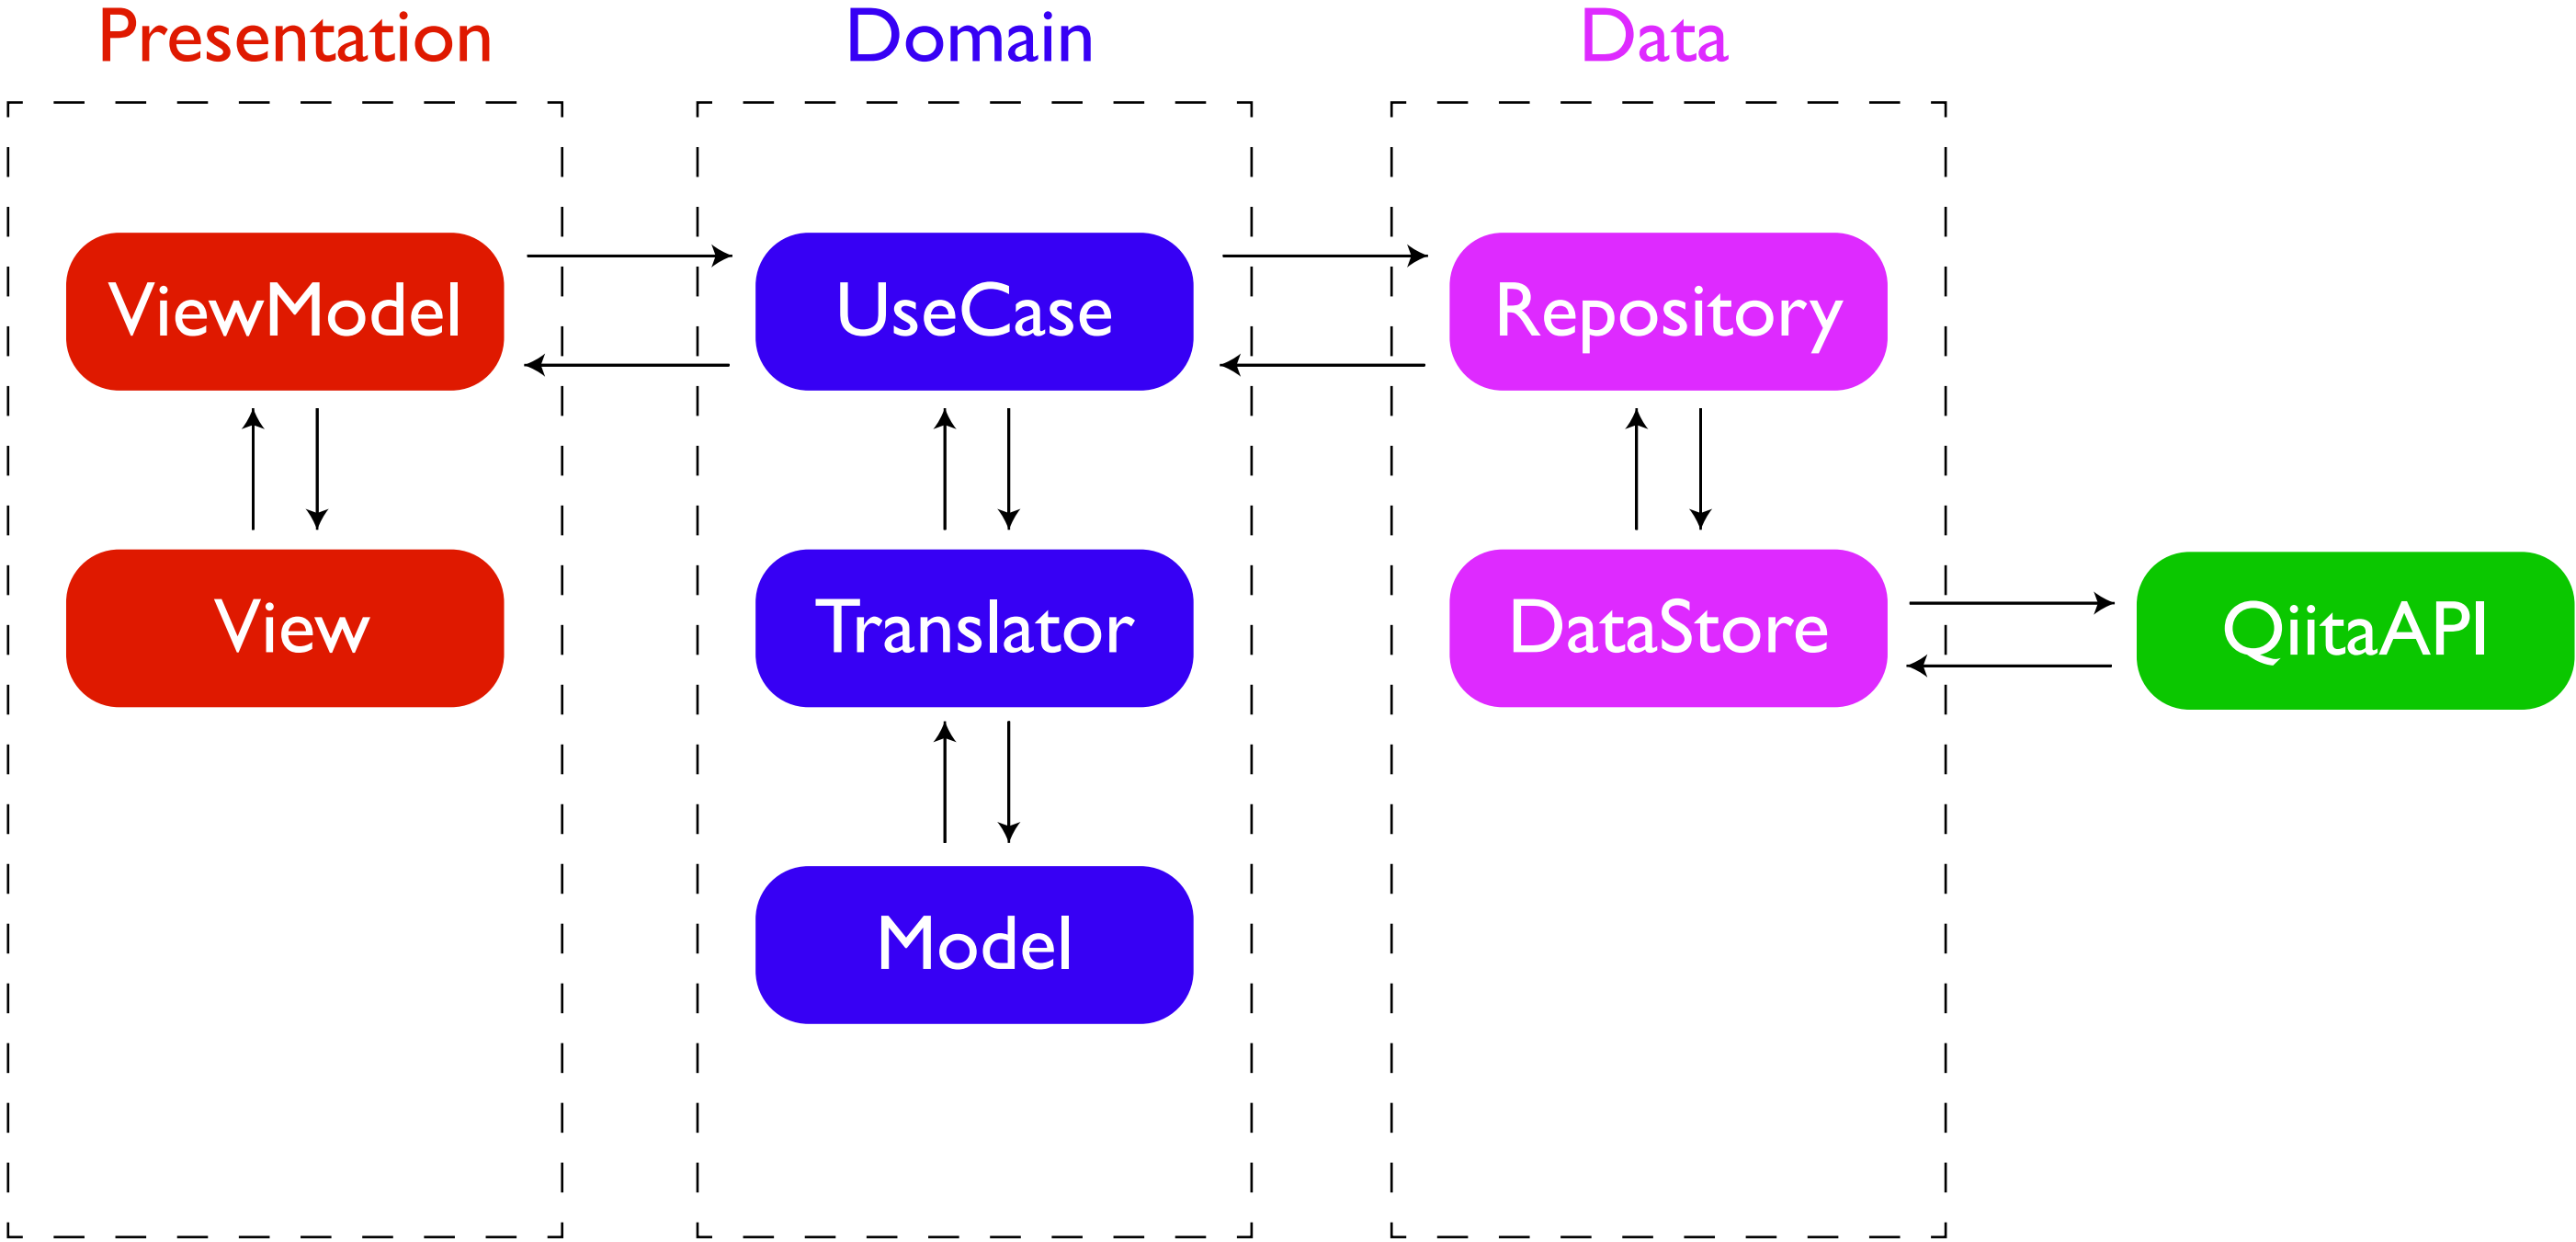 Presentation
Domain
Data
ViewModel
UseCase
Repository
View
Translator
DataStore
QiitaAPI
Model